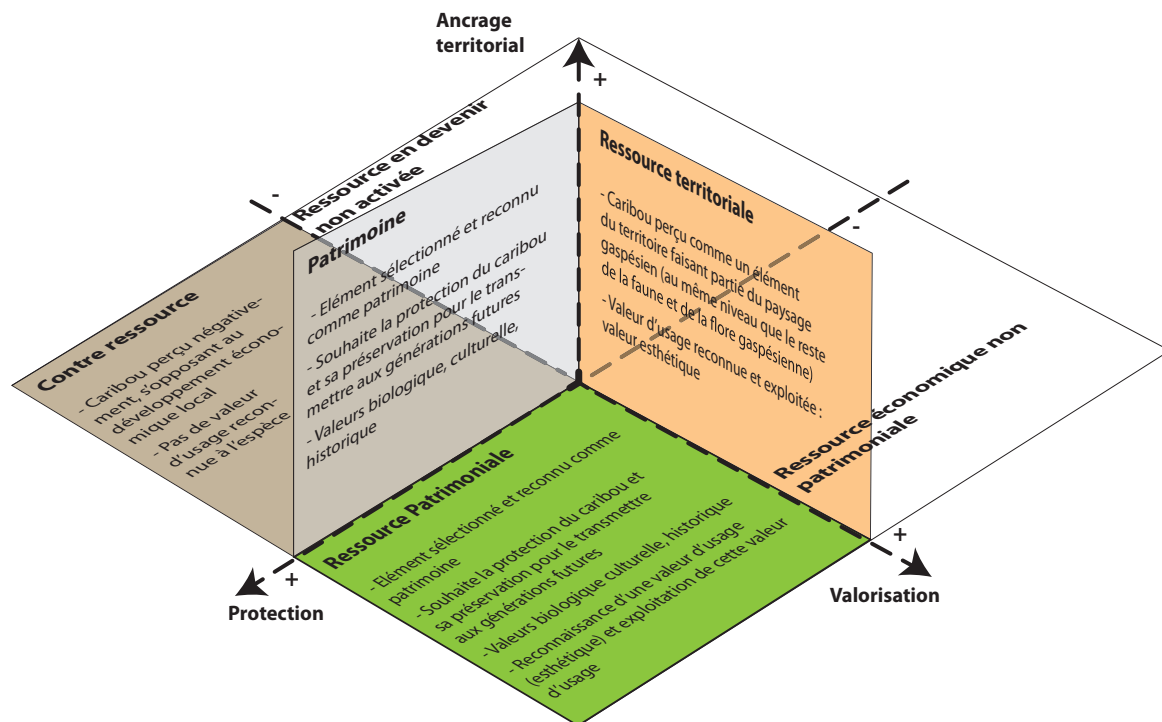 Ancrage
territorial
+
-
Ressource en devenir
non activée
Patrimoine
- Elément sélectionné et reconnu
comme patrimoine
- Souhaite la protection du caribou
et sa préservation pour le trans-
mettre aux générations futures
- Valeurs biologique, culturelle,
historique
Ressource territoriale
- Caribou perçu comme un élément
du territoire faisant partié du paysage
gaspésien (au même niveau que le reste
de la faune et de la flore gaspésienne)
- Valeur d'usage reconnue et exploitée :
valeur esthétique
-
Contre ressource
- Caribou perçu négative-
ment, s'opposant au
développement écono-
mique local
- Pas de valeur
d'usage recon-
nue à l'espèce
Ressource économique non
patrimoniale
Ressource Patrimoniale
- Elément sélectionné et reconnu comme
patrimoine
- Souhaite la protection du caribou et
sa préservation pour le transmettre
aux générations futures
- Valeurs biologique culturelle, historique
- Reconnaissance d'une valeur d'usage
(esthétique) et exploitation de cette valeur
d'usage
+
Protection
+
Valorisation